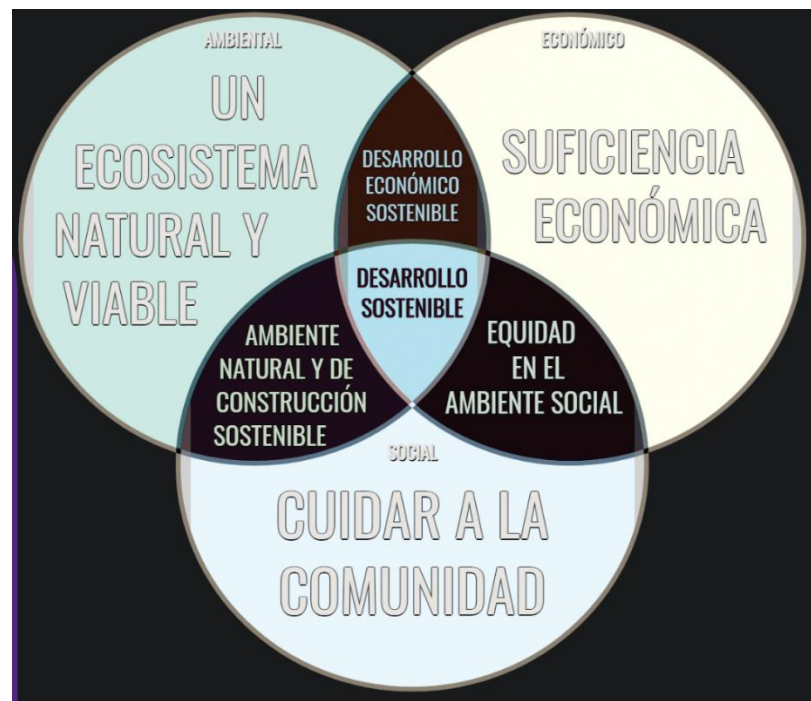 AMBIENTAL
UN
ECOSISTEMA
NATURAL Y
VIABLE
ECONÓMICO
SUFICIENCIA
ECONÓMICA
DESARROLLO
ECONÓMICO
SOSTENIBLE
DESARROLLO
SOSTENIBLE
AMBIENTE
NATURAL Y DE
CONSTRUCCIÓN
SOSTENIBLE
EQUIDAD
EN EL
AMBIENTE SOCIAL
SOCIAL
CUIDAR A LA
COMUNIDAD